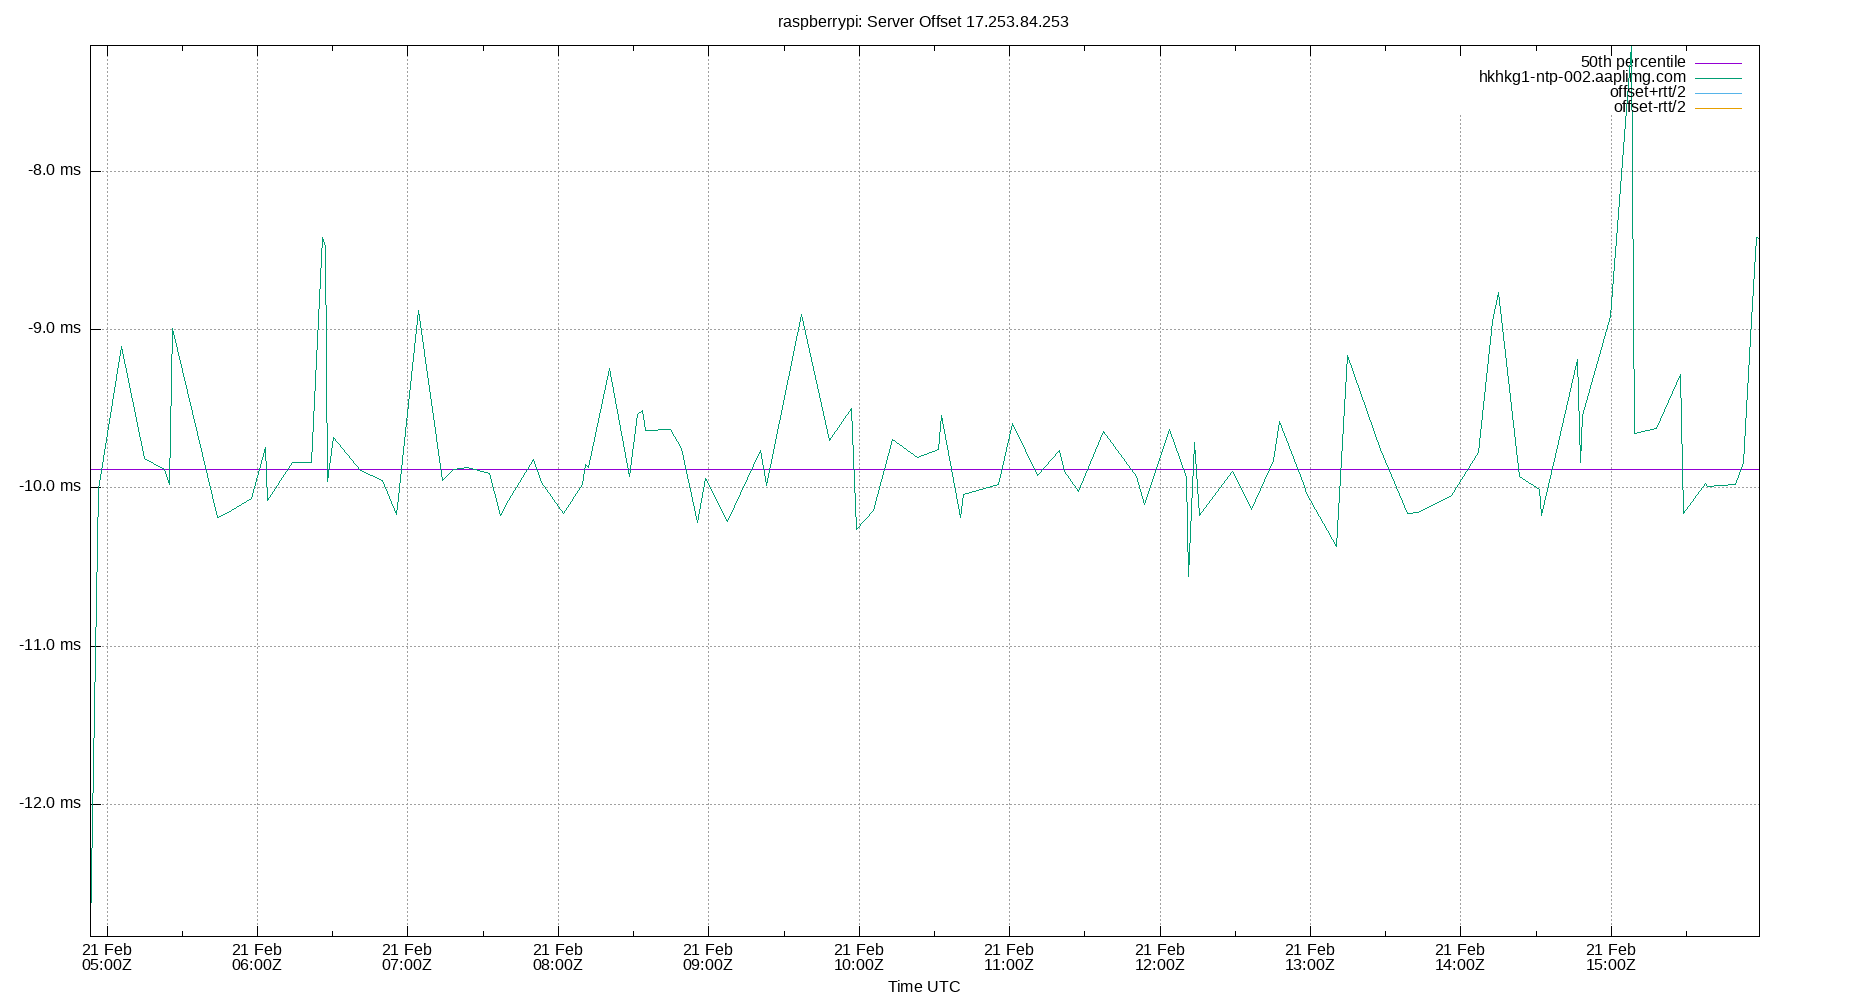 raspberrypi: Server Offset 17.253.84.253
50th percentile
hkhkg1-ntp-002.aaplimg.com
offset+rtt/2
offset-rtt/2
-8.0 ms
-9.0 ms
-10.0 ms
-11.0 ms
-12.0 ms
21 Feb 21 Feb 21 Feb 21 Feb 21 Feb 21 Feb 21 Feb 21 Feb 21 Feb 21 Feb 21 Feb
05:00Z 06:00Z 07:00Z 08:00Z 09:00Z 10:00Z 11:00Z 12:00Z 13:00Z 14:00Z 15:00Z
Time UTC